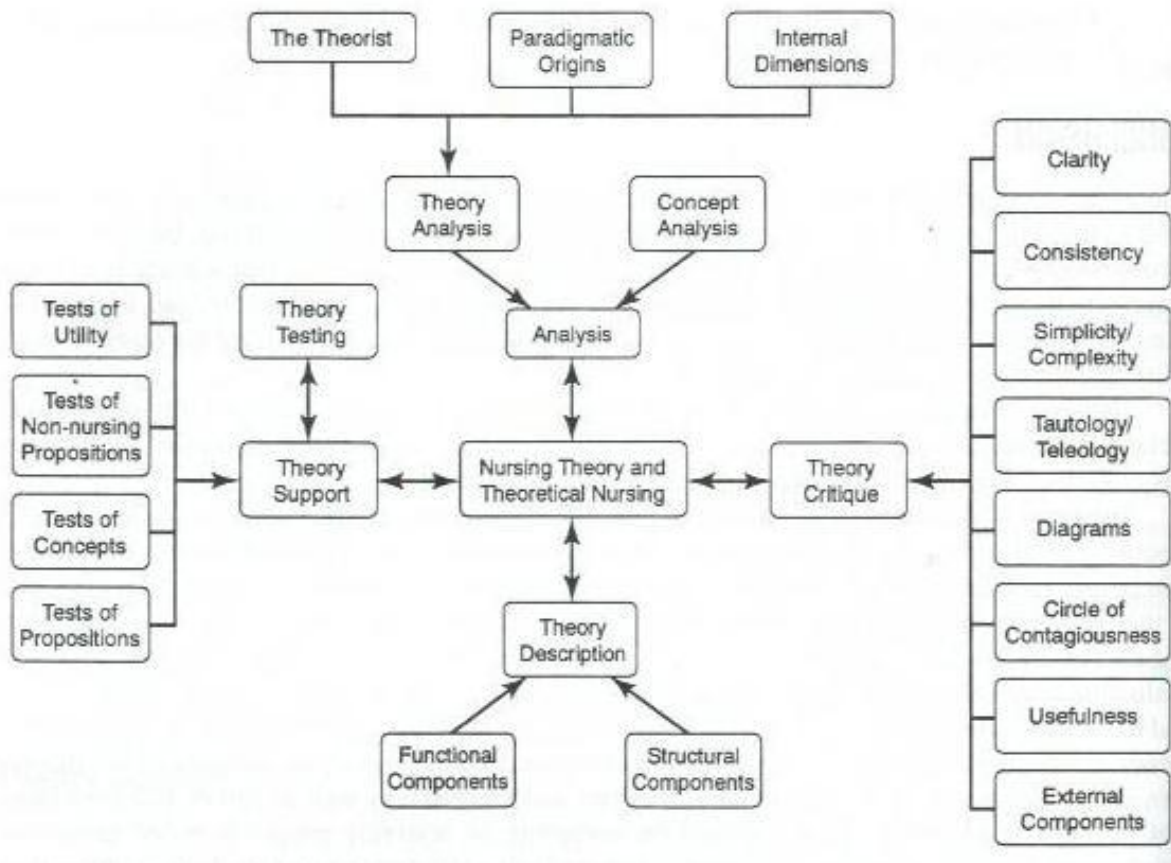 The Theorist
Paradigmatic
Origins
Internal
Dimensions
Clarity
Theory
Analysis
Concept
Analysis
Consistency
Tests of
Utility
Theory
Testing
Analysis
Simplicity/
Complexity
Tests of
Non-nursing
Propositions
Tautology/
Teleology
Theory
Support
Nursing Theory and
Theoretical Nursing
Theory
Critique
Tests of
Concepts
Diagrams
Tests of
Propositions
Theory
Description
Circle of
Contagiousness
Usefulness
Functional
Components
Structural
Components
External
Components